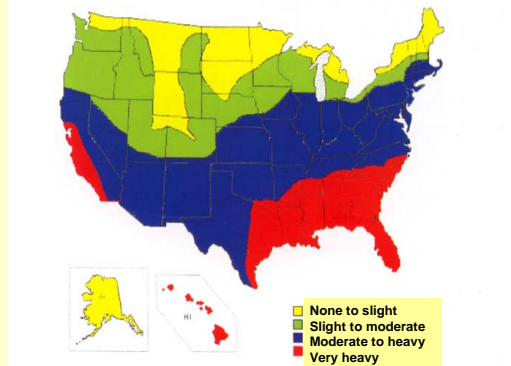 HI
None to slight
Slight to moderate
Moderate to heavy
Very heavy